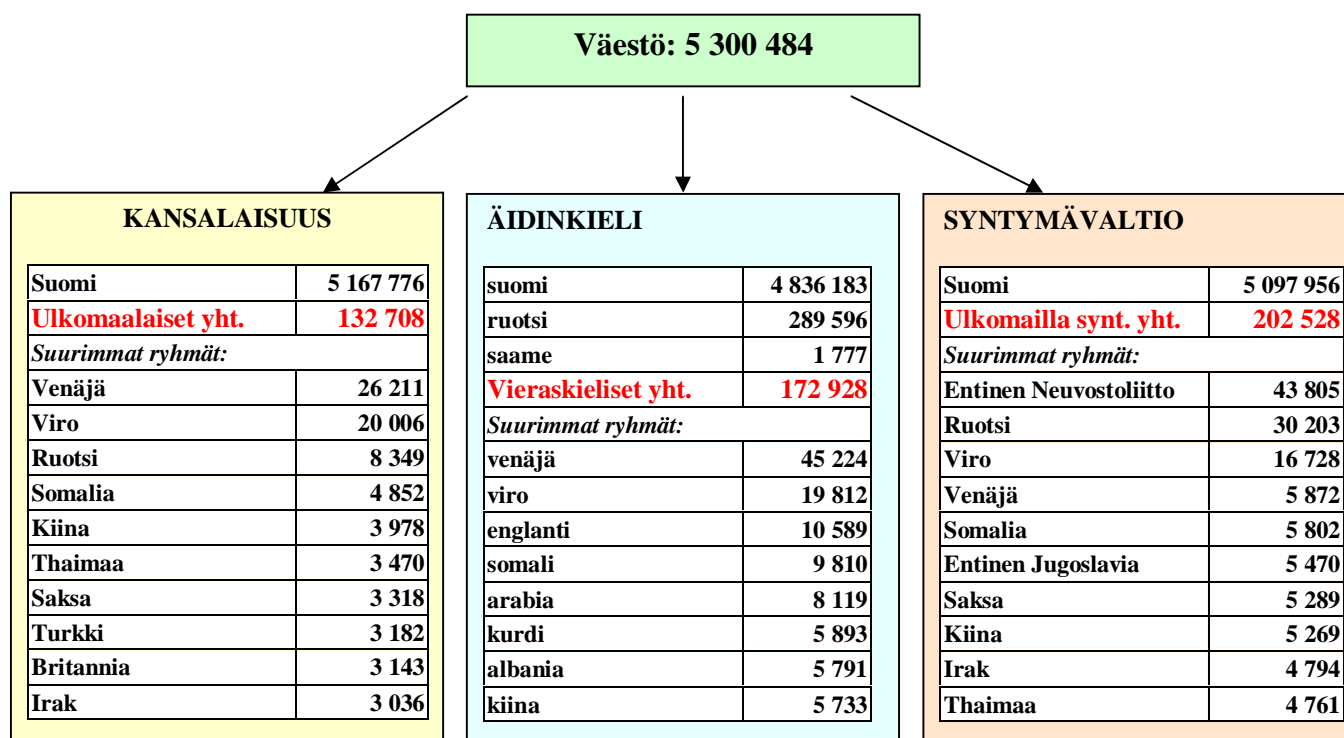 Väestö: 5 300 484
KANSALAISUUS
Suomi 5 167 776
Ulkomaalaiset yht. 132 708
Suurimmat ryhmät:
Venäjä 26 211
Viro 20 006
Ruotsi 8 349
Somalia 4 852
Kiina 3 978
Thaimaa 3 470
Saksa 3 318
Turkki 3 182
Britannia 3 143
Irak 3 036
ÄIDINKIELI
suomi 4 836 183
ruotsi 289 596
saame 1 777
Vieraskieliset yht. 172 928
Suurimmat ryhmät:
venäjä 45 224
viro 19 812
englanti 10 589
somali 9 810
arabia 8 119
kurdi 5 893
albania 5 791
kiina 5 733
SYNTYMÄVALTIO
Suomi 5 097 956
Ulkomailla synt. yht. 202 528
Suurimmat ryhmät:
Entinen Neuvostoliitto 43 805
Ruotsi 30 203
Viro 16 728
Venäjä 5 872
Somalia 5 802
Entinen Jugoslavia 5 470
Saksa 5 289
Kiina 5 269
Irak 4 794
Thaimaa 4 761